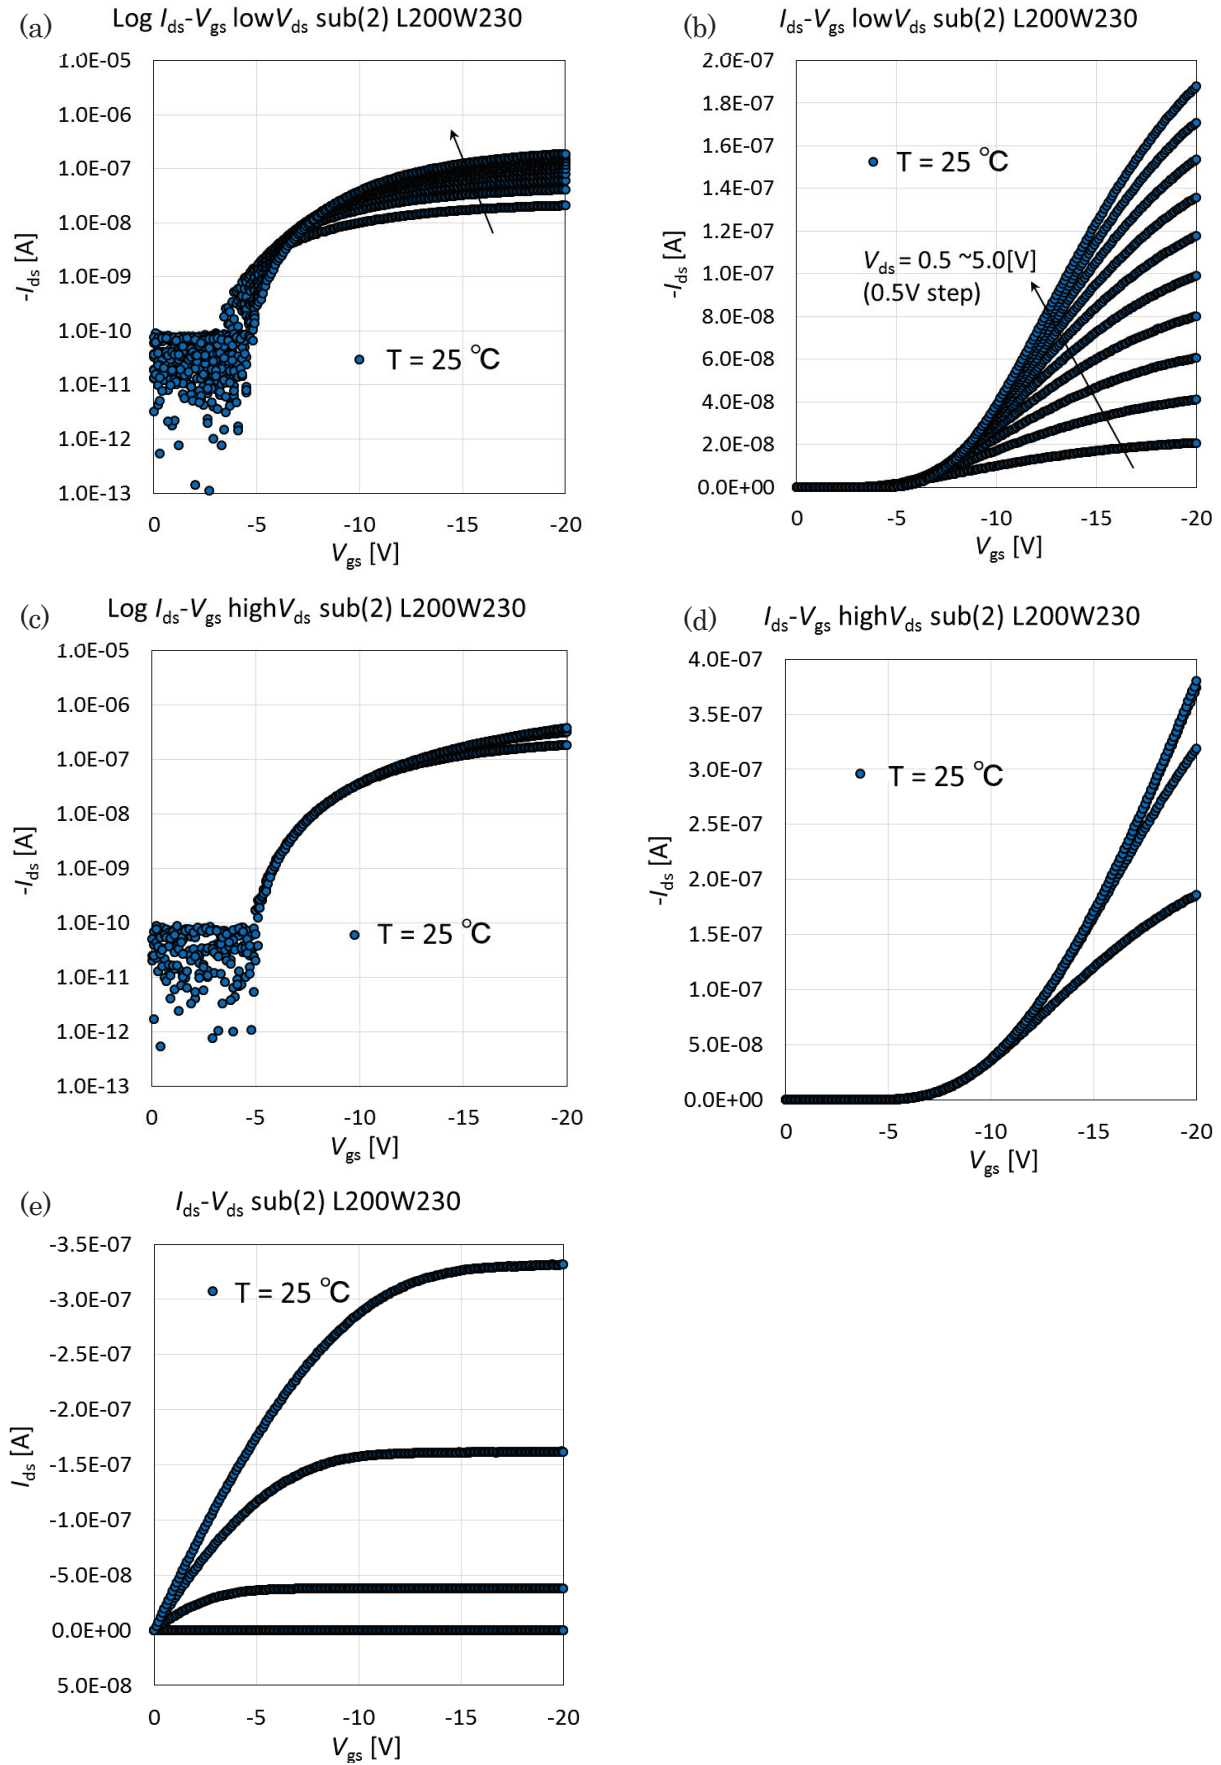 (a) Log Ids-Vgs lowVds sub(2) L200W230
1.0E-05
1.0E-06
1.0E-07
1.0E-08
1.0E-09
1.0E-10
1.0E-11
1.0E-12
1.0E-13
-Ids [A]
T = 25 °C
0 -5 -10 -15 -20
Vgs [V]
(b) Ids-Vgs lowVds sub(2) L200W230
2.0E-07
1.8E-07
1.6E-07
1.4E-07
1.2E-07
1.0E-07
8.0E-08
6.0E-08
4.0E-08
2.0E-08
0.0E+00
-Ids [A]
T = 25 °C
Vds = 0.5 ~5.0[V]
(0.5V step)
0 -5 -10 -15 -20
Vgs [V]
(c) Log Ids-Vgs highVds sub(2) L200W230
1.0E-05
1.0E-06
1.0E-07
1.0E-08
1.0E-09
1.0E-10
1.0E-11
1.0E-12
1.0E-13
-Ids [A]
T = 25 °C
0 -5 -10 -15 -20
Vgs [V]
(d) Ids-Vgs highVds sub(2) L200W230
4.0E-07
3.5E-07
3.0E-07
2.5E-07
2.0E-07
1.5E-07
1.0E-07
5.0E-08
0.0E+00
-Ids [A]
T = 25 °C
0 -5 -10 -15 -20
Vgs [V]
(e) Ids-Vds sub(2) L200W230
-3.5E-07
-3.0E-07
-2.5E-07
-2.0E-07
-1.5E-07
-1.0E-07
-5.0E-08
0.0E+00
5.0E-08
Ids [A]
T = 25 °C
0 -5 -10 -15 -20
Vgs [V]